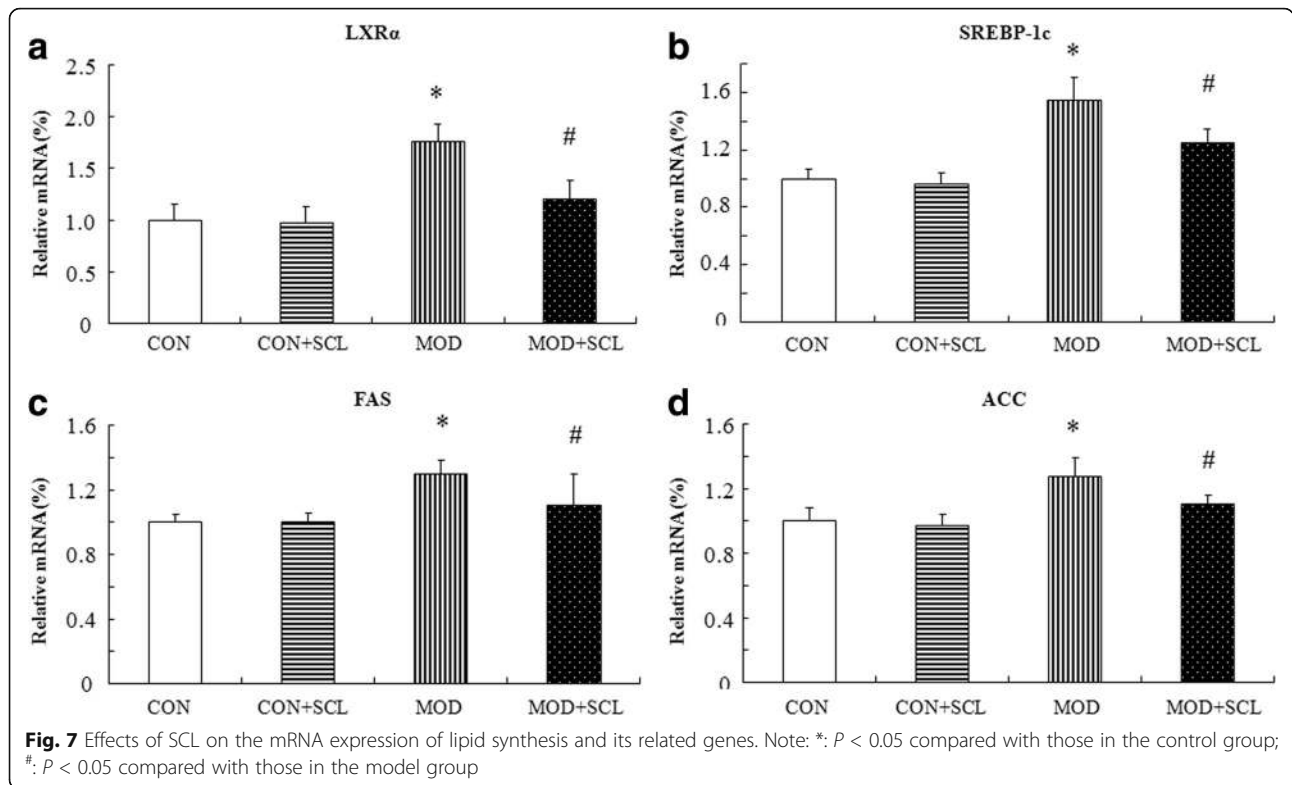 a
LXRα
Relative mRNA(%)
2.5
2.0
1.5
1.0
0.5
0
*
#
CON CON+SCL MOD MOD+SCL
b
SREBP-1c
Relative mRNA(%)
1.6
1.2
0.8
0.4
0
*
#
CON CON+SCL MOD MOD+SCL
c
FAS
Relative mRNA(%)
1.6
1.2
0.8
0.4
0
*
#
CON CON+SCL MOD MOD+SCL
d
ACC
Relative mRNA(%)
1.6
1.2
0.8
0.4
0
*
#
CON CON+SCL MOD MOD+SCL
Fig. 7 Effects of SCL on the mRNA expression of lipid synthesis and its related genes. Note: *: P < 0.05 compared with those in the control group;
#: P < 0.05 compared with those in the model group